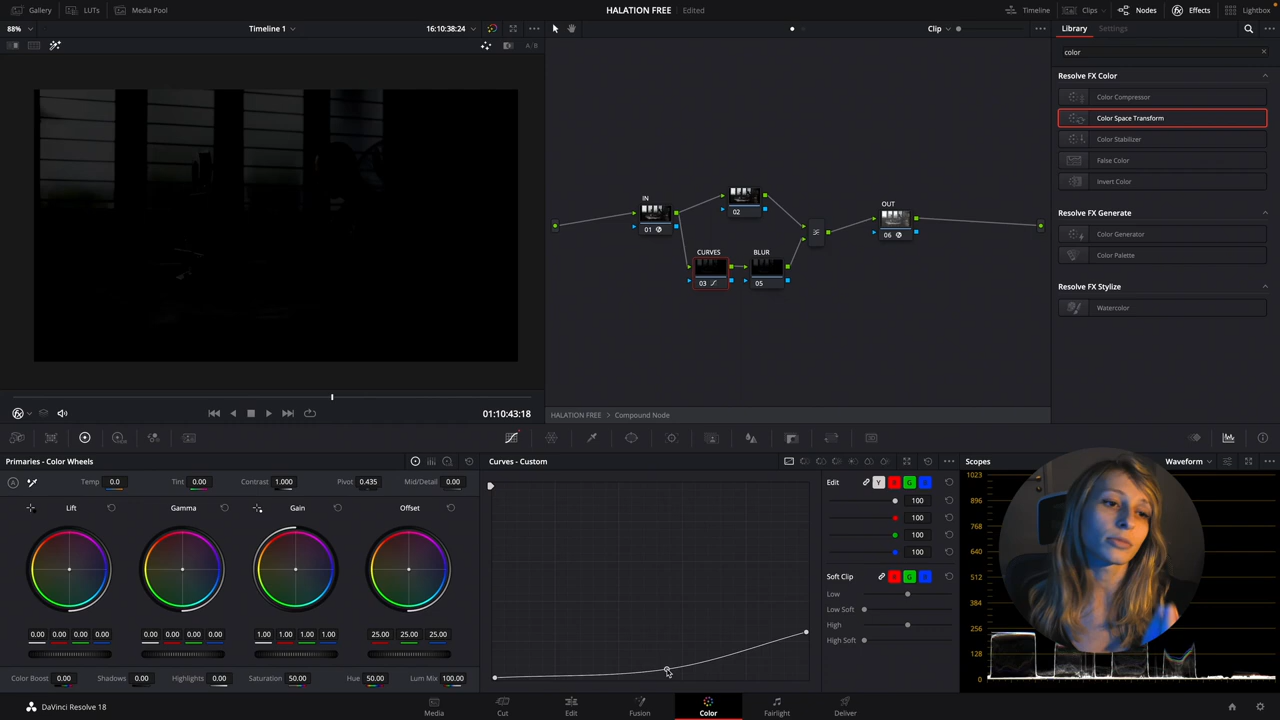 Gallery LUTs Media Pool HALATION FREE Edited Timeline Clips Nodes Effects Lightbox
88% Timeline 1 16:10:38:24 Clip Library Settings
A/B
color
Resolve FX Color
Color Compressor
Color Space Transform
Color Stabilizer
False Color
Invert Color
Resolve FX Generate
Color Generator
Color Palette
Resolve FX Stylize
Watercolor
IN
01
02
CURVES
03
BLUR
05
OUT
06
01:10:43:18
HALATION FREE > Compound Node
Primaries - Color Wheels
A Temp 0.0 Tint 0.00 Contrast 1.000 Pivot 0.435 Mid/Detail 0.00
Lift Gamma Gain Offset
0.00 0.00 0.00 0.00 0.00 0.00 0.00 0.00 1.00 1.00 1.00 1.00 25.00 25.00 25.00
Color Boost 0.00 Shadows 0.00 Highlights 0.00 Saturation 50.00 Hue 50.00 Lum Mix 100.00
Curves - Custom
Edit Y R G B
100
100
100
100
Soft Clip R G B
Low
Low Soft
High
High Soft
Scopes Waveform
1023
896
768
640
512
384
256
128
0
DaVinci Resolve 18 Media Cut Edit Fusion Color Fairlight Deliver